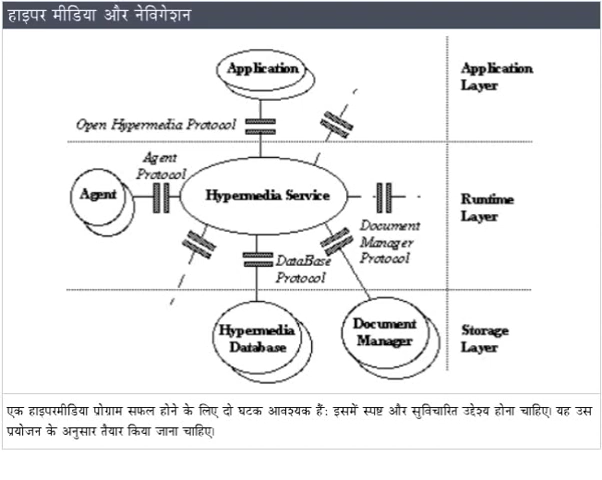 हाइपर मीडिया और नेविगेशन
Application
Application
Layer
Open Hypermedia Protocol
Agent
Protocol
Agent
Hypermedia Service
Runtime
Layer
Document
Manager
Protocol
DataBase
Protocol
Hypermedia
Database
Document
Manager
Storage
Layer
एक हाइपरमीडिया प्रोग्राम सफल होने के लिए दो घटक आवश्यक हैं: इसमें स्पष्ट और सुविचारित उद्देश्य होना चाहिए। यह उस
प्रयोजन के अनुसार तैयार किया जाना चाहिए।